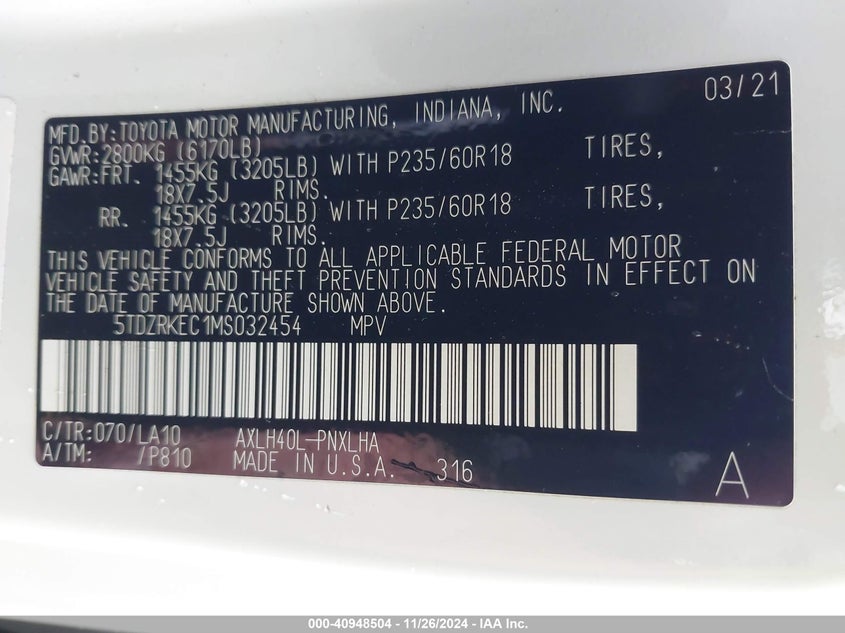 03/21
MFD.BY:TOYOTA MOTOR MANUFACTURING, INDIANA, INC.
GVWR:2800KG (6170LB)
GAWR:FRT. 1455KG (3205LB) WITH P235/60R18 TIRES,
18X7.5J RIMS.
RR. 1455KG (3205LB) WITH P235/60R18 TIRES,
18X7.5J RIMS.
THIS VEHICLE CONFORMS TO ALL APPLICABLE FEDERAL MOTOR
VEHICLE SAFETY AND THEFT PREVENTION STANDARDS IN EFFECT ON
THE DATE OF MANUFACTURE SHOWN ABOVE.
5TDZRKEC1MS032454 MPV
C/TR:070/LA10 AXLH40L-PNXLHA
A/TM: /P810 MADE IN U.S.A. 316
A
000-40948504 - 11/26/2024 - IAA Inc.